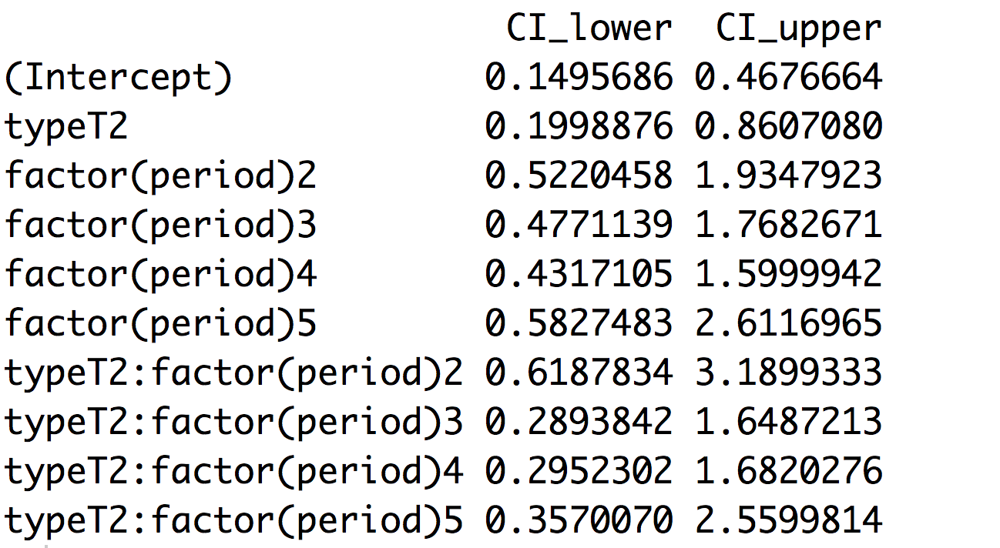 CI_lower CI_upper
(Intercept) 0.1495686 0.4676664
typeT2 0.1998876 0.8607080
factor(period)2 0.5220458 1.9347923
factor(period)3 0.4771139 1.7682671
factor(period)4 0.4317105 1.5999942
factor(period)5 0.5827483 2.6116965
typeT2:factor(period)2 0.6187834 3.1899333
typeT2:factor(period)3 0.2893842 1.6487213
typeT2:factor(period)4 0.2952302 1.6820276
typeT2:factor(period)5 0.3570070 2.5599814